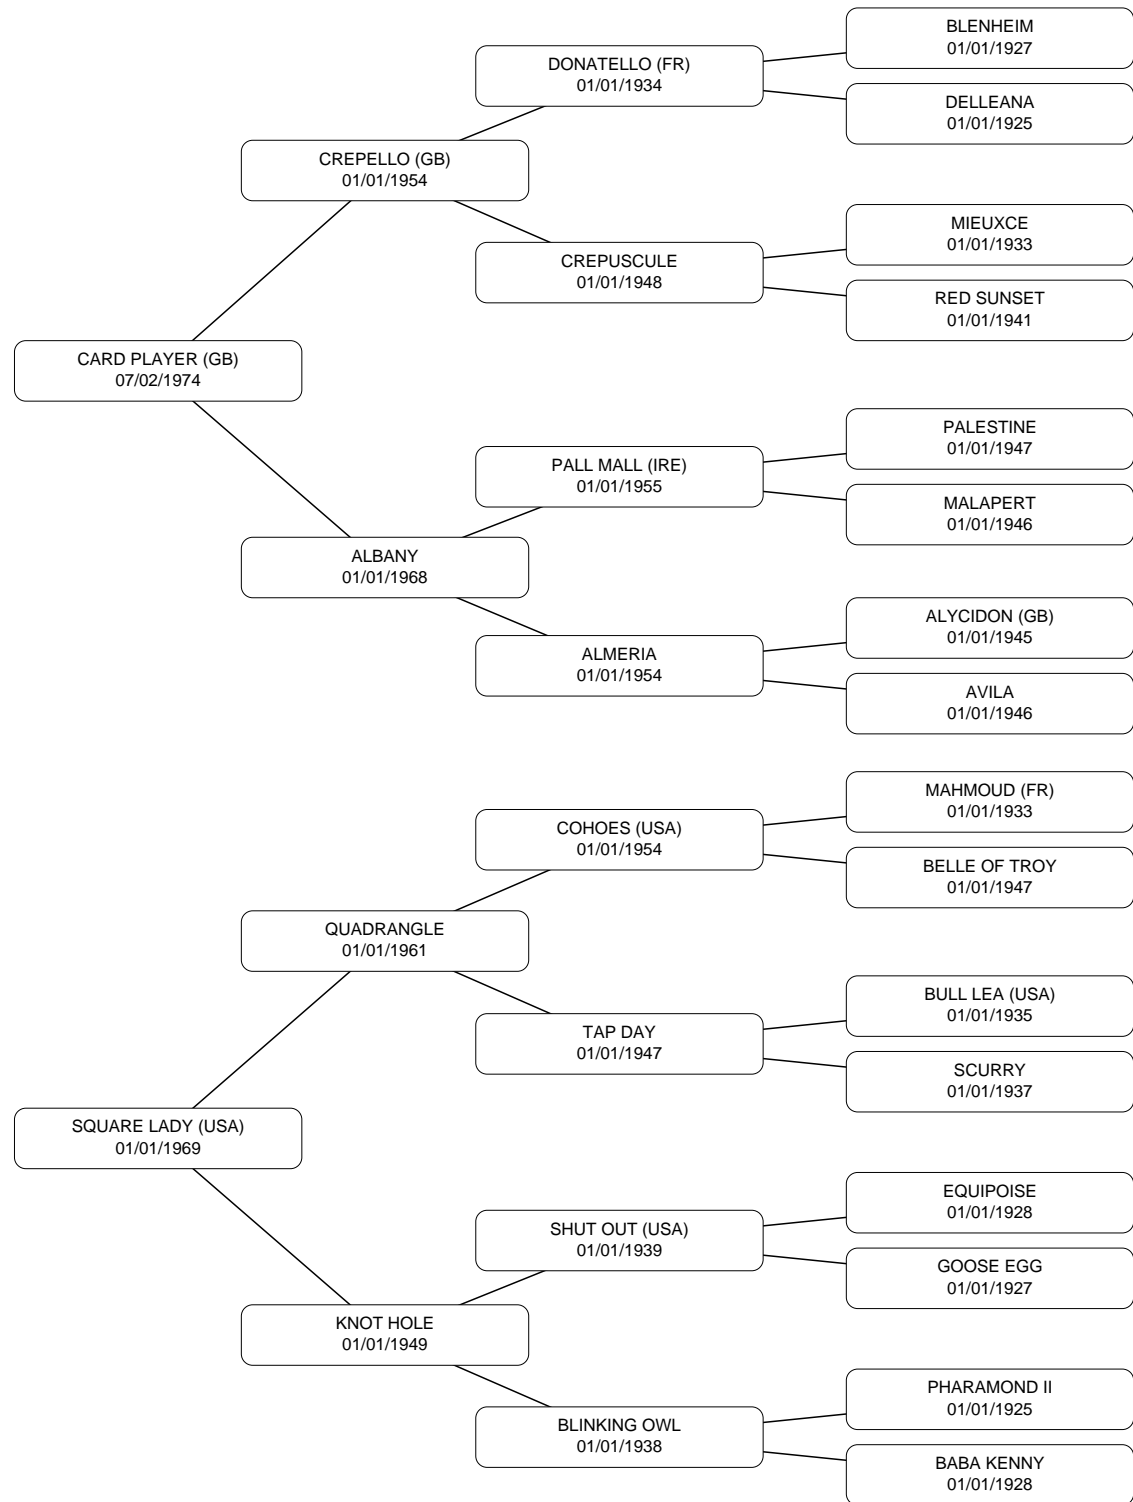 BLENHEIM
01/01/1927
DONATELLO (FR)
01/01/1934
DELLEANA
01/01/1925
CREPELLO (GB)
01/01/1954
MIEUXCE
01/01/1933
CREPUSCULE
01/01/1948
RED SUNSET
01/01/1941
CARD PLAYER (GB)
07/02/1974
PALESTINE
01/01/1947
PALL MALL (IRE)
01/01/1955
MALAPERT
01/01/1946
ALBANY
01/01/1968
ALYCIDON (GB)
01/01/1945
ALMERIA
01/01/1954
AVILA
01/01/1946
MAHMOUD (FR)
01/01/1933
COHOES (USA)
01/01/1954
BELLE OF TROY
01/01/1947
QUADRANGLE
01/01/1961
BULL LEA (USA)
01/01/1935
TAP DAY
01/01/1947
SCURRY
01/01/1937
SQUARE LADY (USA)
01/01/1969
EQUIPOISE
01/01/1928
SHUT OUT (USA)
01/01/1939
GOOSE EGG
01/01/1927
KNOT HOLE
01/01/1949
PHARAMOND II
01/01/1925
BLINKING OWL
01/01/1938
BABA KENNY
01/01/1928